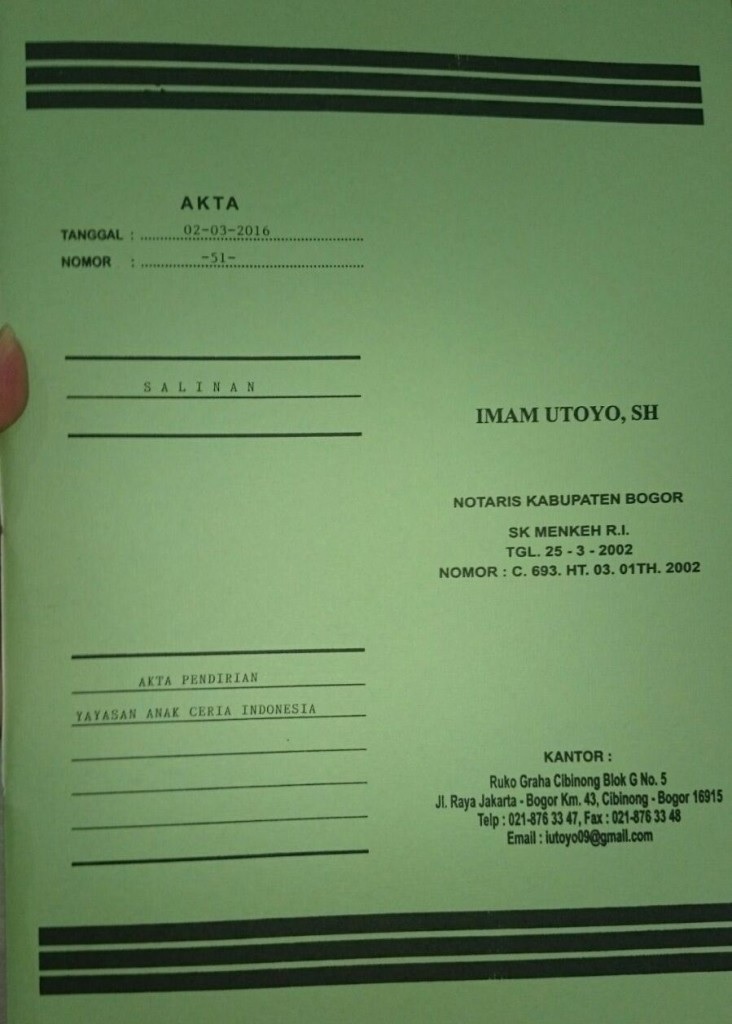 AKTA
TANGGAL : 02-03-2016
NOMOR : -51-
S A L I N A N
IMAM UTOYO, SH
NOTARIS KABUPATEN BOGOR
SK MENKEH R.I.
TGL. 25 - 3 - 2002
NOMOR : C. 693. HT. 03. 01TH. 2002
AKTA PENDIRIAN
YAYASAN ANAK CERIA INDONESIA
KANTOR :
Ruko Graha Cibinong Blok G No. 5
Jl. Raya Jakarta - Bogor Km. 43, Cibinong - Bogor 16915
Telp : 021-876 33 47, Fax : 021-876 33 48
Email : iutoyo09@gmail.com